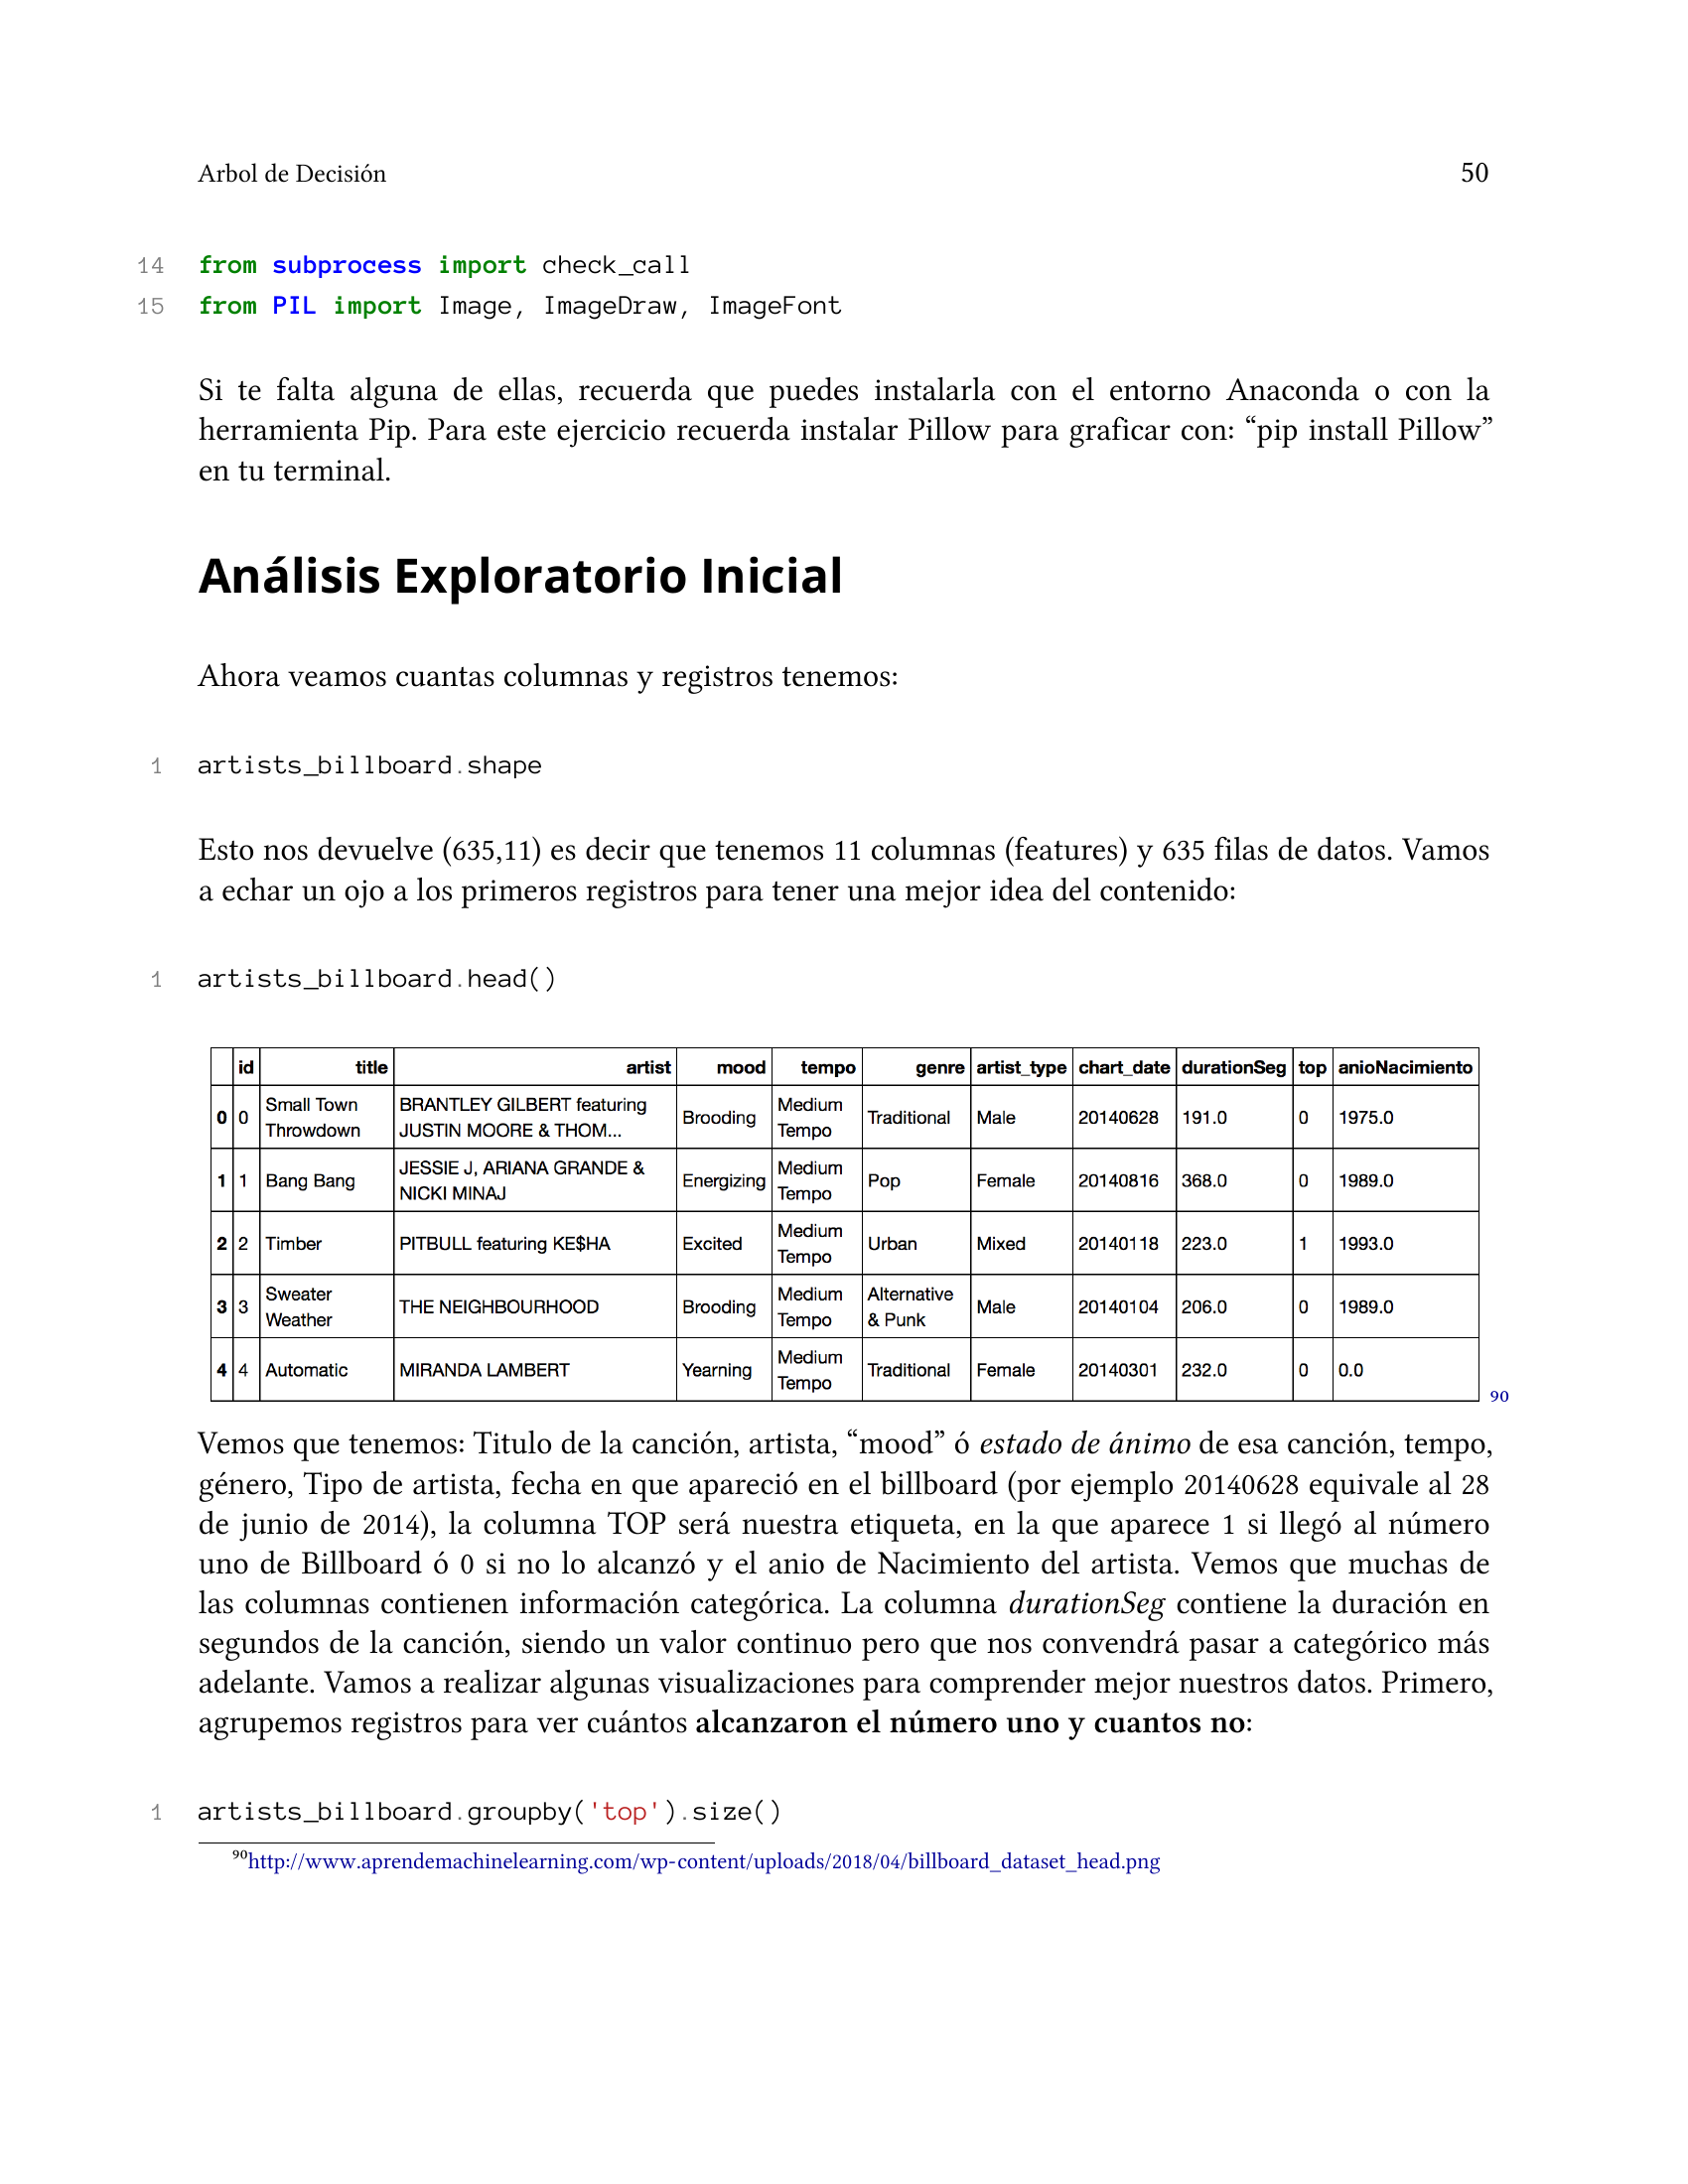 Arbol de Decisión 50
14 from subprocess import check_call
15 from PIL import Image, ImageDraw, ImageFont
Si te falta alguna de ellas, recuerda que puedes instalarla con el entorno Anaconda o con la
herramienta Pip. Para este ejercicio recuerda instalar Pillow para graficar con: “pip install Pillow”
en tu terminal.
Análisis Exploratorio Inicial
Ahora veamos cuantas columnas y registros tenemos:
1 artists_billboard.shape
Esto nos devuelve (635,11) es decir que tenemos 11 columnas (features) y 635 filas de datos. Vamos
a echar un ojo a los primeros registros para tener una mejor idea del contenido:
1 artists_billboard.head()
id title artist mood tempo genre artist_type chart_date durationSeg top anioNacimiento
0 0 Small Town Throwdown BRANTLEY GILBERT featuring JUSTIN MOORE & THOM... Brooding Medium Tempo Traditional Male 20140628 191.0 0 1975.0
1 1 Bang Bang JESSIE J, ARIANA GRANDE & NICKI MINAJ Energizing Medium Tempo Pop Female 20140816 368.0 0 1989.0
2 2 Timber PITBULL featuring KE$HA Excited Medium Tempo Urban Mixed 20140118 223.0 1 1993.0
3 3 Sweater Weather THE NEIGHBOURHOOD Brooding Medium Tempo Alternative & Punk Male 20140104 206.0 0 1989.0
4 4 Automatic MIRANDA LAMBERT Yearning Medium Tempo Traditional Female 20140301 232.0 0 0.0
90
Vemos que tenemos: Titulo de la canción, artista, “mood” ó estado de ánimo de esa canción, tempo,
género, Tipo de artista, fecha en que apareció en el billboard (por ejemplo 20140628 equivale al 28
de junio de 2014), la columna TOP será nuestra etiqueta, en la que aparece 1 si llegó al número
uno de Billboard ó 0 si no lo alcanzó y el anio de Nacimiento del artista. Vemos que muchas de
las columnas contienen información categórica. La columna durationSeg contiene la duración en
segundos de la canción, siendo un valor continuo pero que nos convendrá pasar a categórico más
adelante. Vamos a realizar algunas visualizaciones para comprender mejor nuestros datos. Primero,
agrupemos registros para ver cuántos alcanzaron el número uno y cuantos no:
1 artists_billboard.groupby('top').size()
90http://www.aprendemachinelearning.com/wp-content/uploads/2018/04/billboard_dataset_head.png